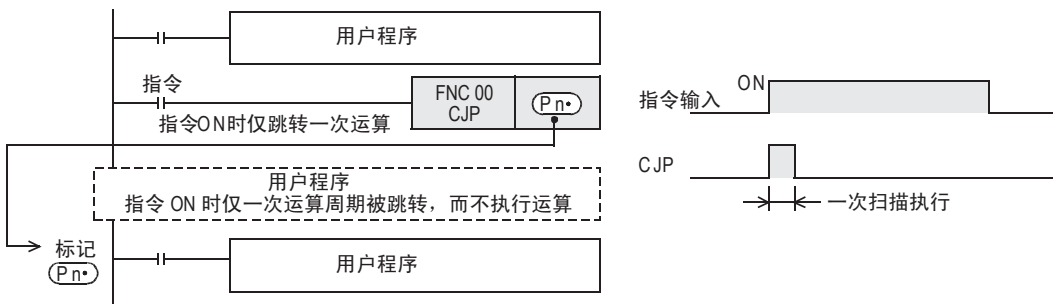 用户程序
指令
FNC 00
CJP
Pn•
指令ON时仅跳转一次运算
用户程序
指令 ON 时仅一次运算周期被跳转，而不执行运算
标记
Pn•
用户程序
ON
指令输入
CJP
一次扫描执行